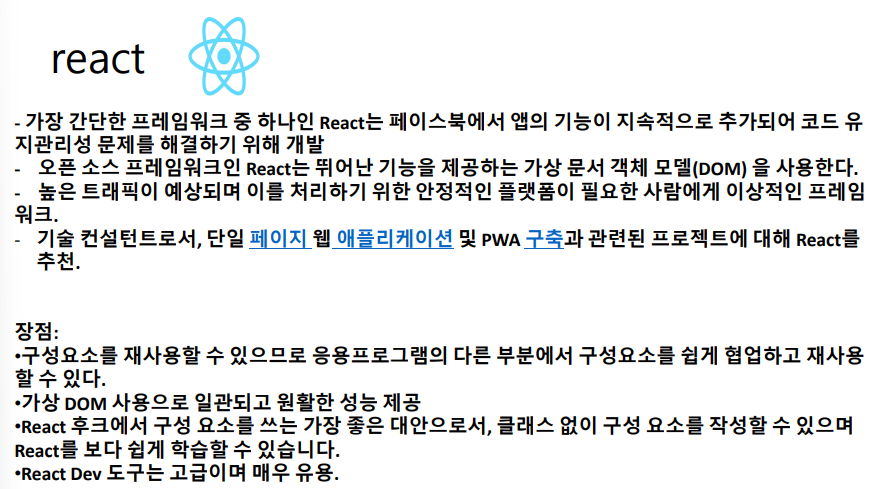 react
- 가장 간단한 프레임워크 중 하나인 React는 페이스북에서 앱의 기능이 지속적으로 추가되어 코드 유
지관리성 문제를 해결하기 위해 개발
- 오픈 소스 프레임워크인 React는 뛰어난 기능을 제공하는 가상 문서 객체 모델(DOM) 을 사용한다.
- 높은 트래픽이 예상되며 이를 처리하기 위한 안정적인 플랫폼이 필요한 사람에게 이상적인 프레임
워크.
- 기술 컨설턴트로서, 단일 페이지 웹 애플리케이션 및 PWA 구축과 관련된 프로젝트에 대해 React를
추천.
장점:
•구성요소를 재사용할 수 있으므로 응용프로그램의 다른 부분에서 구성요소를 쉽게 협업하고 재사용
할 수 있다.
•가상 DOM 사용으로 일관되고 원활한 성능 제공
•React 후크에서 구성 요소를 쓰는 가장 좋은 대안으로서, 클래스 없이 구성 요소를 작성할 수 있으며
React를 보다 쉽게 학습할 수 있습니다.
•React Dev 도구는 고급이며 매우 유용.